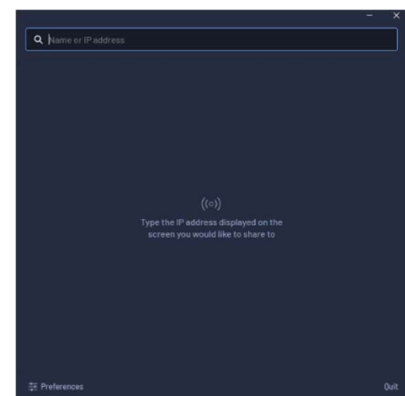 Name or IP address
Type the IP address displayed on the
screen you would like to share to
Preferences
Quit